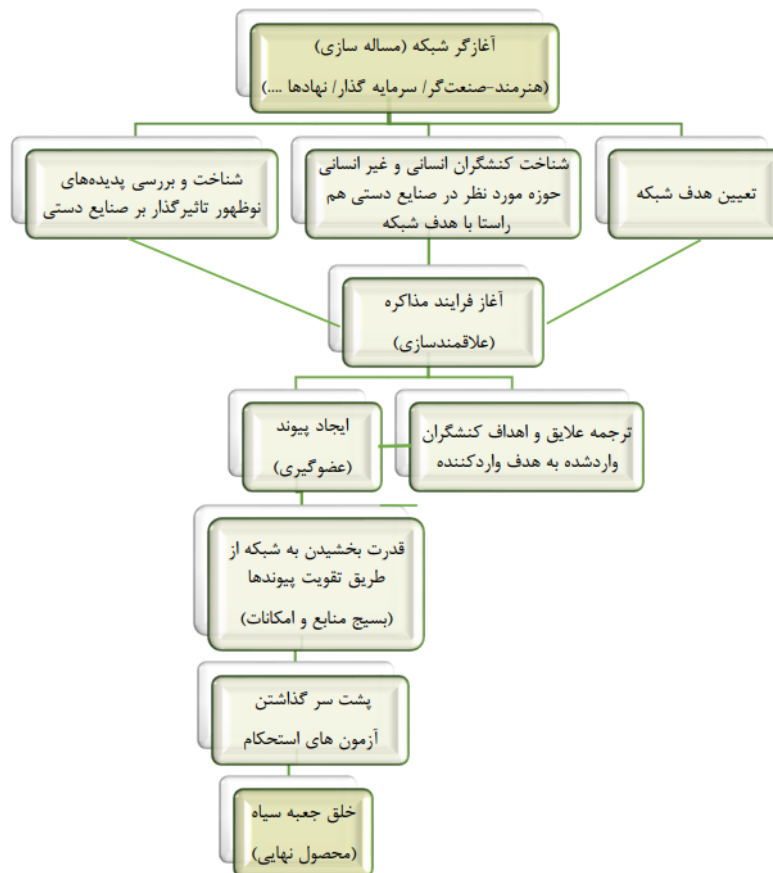 آغازگر شبکه (مساله سازی)
(هنرمند-صنعت‌گر/ سرمایه گذار/ نهادها ....)
تعیین هدف شبکه
شناخت کنشگران انسانی و غیر انسانی
حوزه مورد نظر در صنایع دستی هم
راستا با هدف شبکه
شناخت و بررسی پدیده‌های
نوظهور تاثیرگذار بر صنایع دستی
آغاز فرایند مذاکره
(علاقمندسازی)
ترجمه علایق و اهداف کنشگران
واردشده به هدف واردکننده
ایجاد پیوند
(عضوگیری)
قدرت بخشیدن به شبکه از
طریق تقویت پیوندها
(بسیج منابع و امکانات)
پشت سر گذاشتن
آزمون های استحکام
خلق جعبه سیاه
(محصول نهایی)